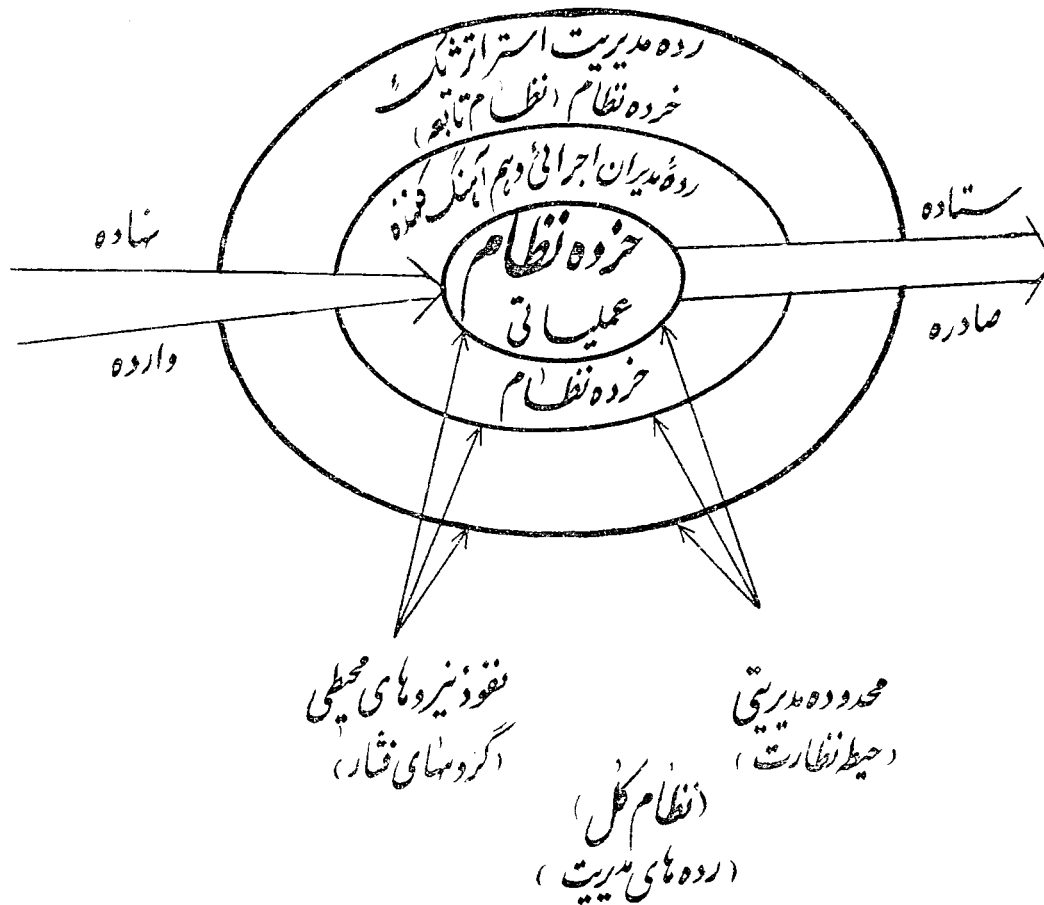 رده مدیریت استراتژیک
خرده نظام (نظام تابعه)
ردهٔ مدیران اجرائی و هم آهنگ کننده
خرده نظام
عملیاتی
خرده نظام
نهاده
وارده
ستاده
صادره
نفوذ نیروهای محیطی
(گروههای فشار)
محدوده مدیریتی
(حیطه نظارت)
(نظام کل)
(رده های مدیریت)